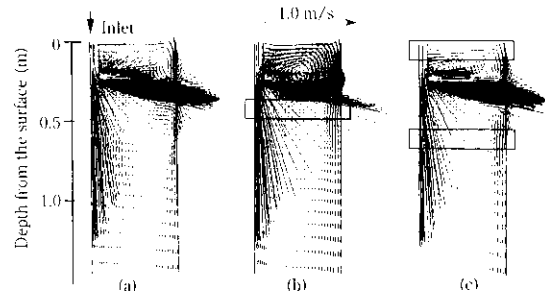 Inlet
1.0 m/s
Depth from the surface (m)
0
0.5
1.0
(a)
(b)
(c)